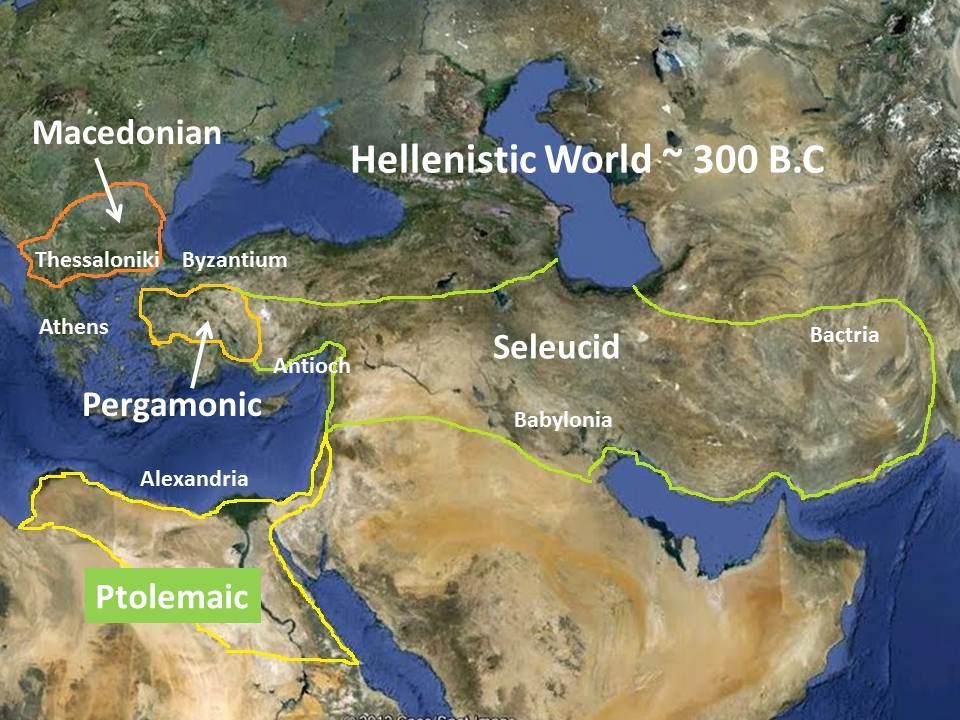 Macedonian
Hellenistic World ~ 300 B.C
Thessaloniki
Byzantium
Athens
Bactria
Seleucid
Antioch
Pergamonic
Babylonia
Alexandria
Ptolemaic